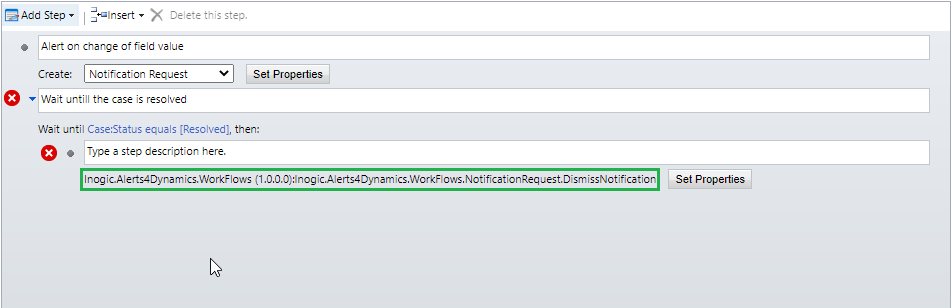 Add Step Insert Delete this step.
Alert on change of field value
Create: Notification Request Set Properties
Wait untill the case is resolved
Wait until Case:Status equals [Resolved], then:
Type a step description here.
Inogic.Alerts4Dynamics.WorkFlows (1.0.0.0):Inogic.Alerts4Dynamics.WorkFlows.NotificationRequest.DismissNotification Set Properties